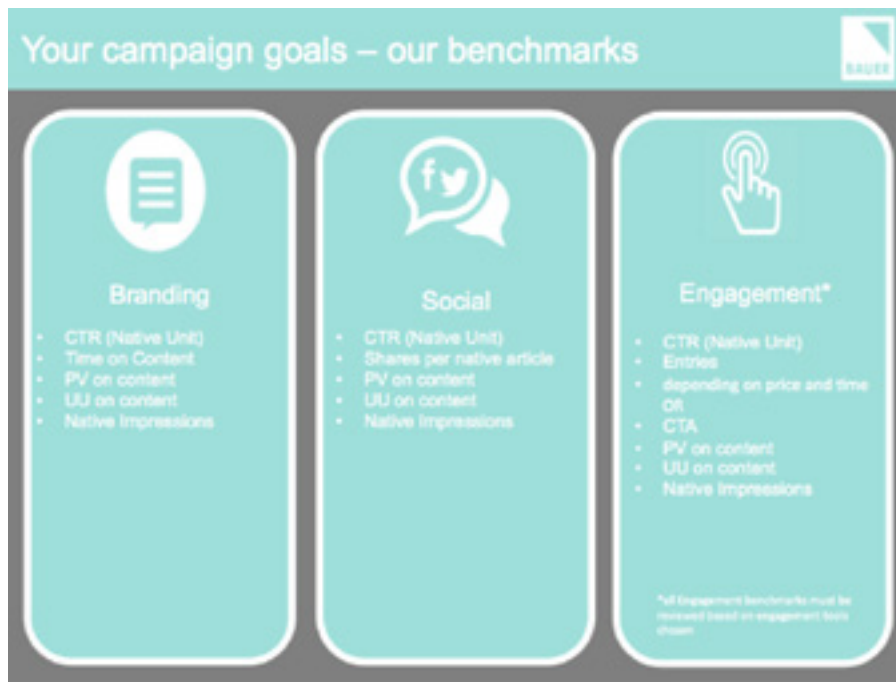 Your campaign goals – our benchmarks
BAUER
Branding
• CTR (Native Unit)
• Time on Content
• PV on content
• UU on content
• Native Impressions
Social
• CTR (Native Unit)
• Shares per native article
• PV on content
• UU on content
• Native Impressions
Engagement*
• CTR (Native Unit)
• Entries
• depending on price and time
OR
• CTA
• PV on content
• UU on content
• Native Impressions
*all Engagement benchmarks must be
reviewed based on engagement tools
chosen